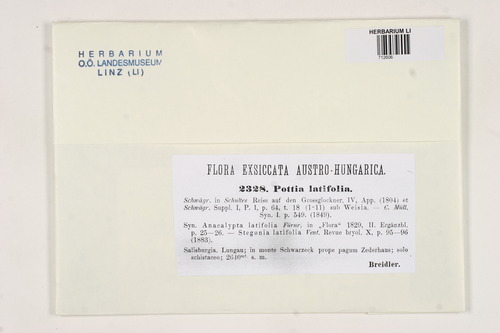 HERBARIUM
O.Ö. LANDESMUSEUM
LINZ (LI)
HERBARIUM LI
712606
FLORA EXSICCATA AUSTRO-HUNGARICA.
2328. Pottia latifolia.
Schwägr. in Schultes Reise auf den Grossglockner, IV, App. (1804) et
Schwägr. Suppl. I, P. I, p. 64, t. 18 (1-11) sub Weisia. — C. Müll.
Syn. I. p. 549. (1849).
Syn. Anacalypta latifolia Fürnr. in „Flora" 1829, II. Ergänzbl.
p. 25—26. — Stegonia latifolia Vent. Revue bryol. X, p. 95—96
(1883).
Salisburgia. Lungau; in monte Schwarzeck prope pagum Zederhaus; solo
schistaceo; 2640 s. m.
Breidler.